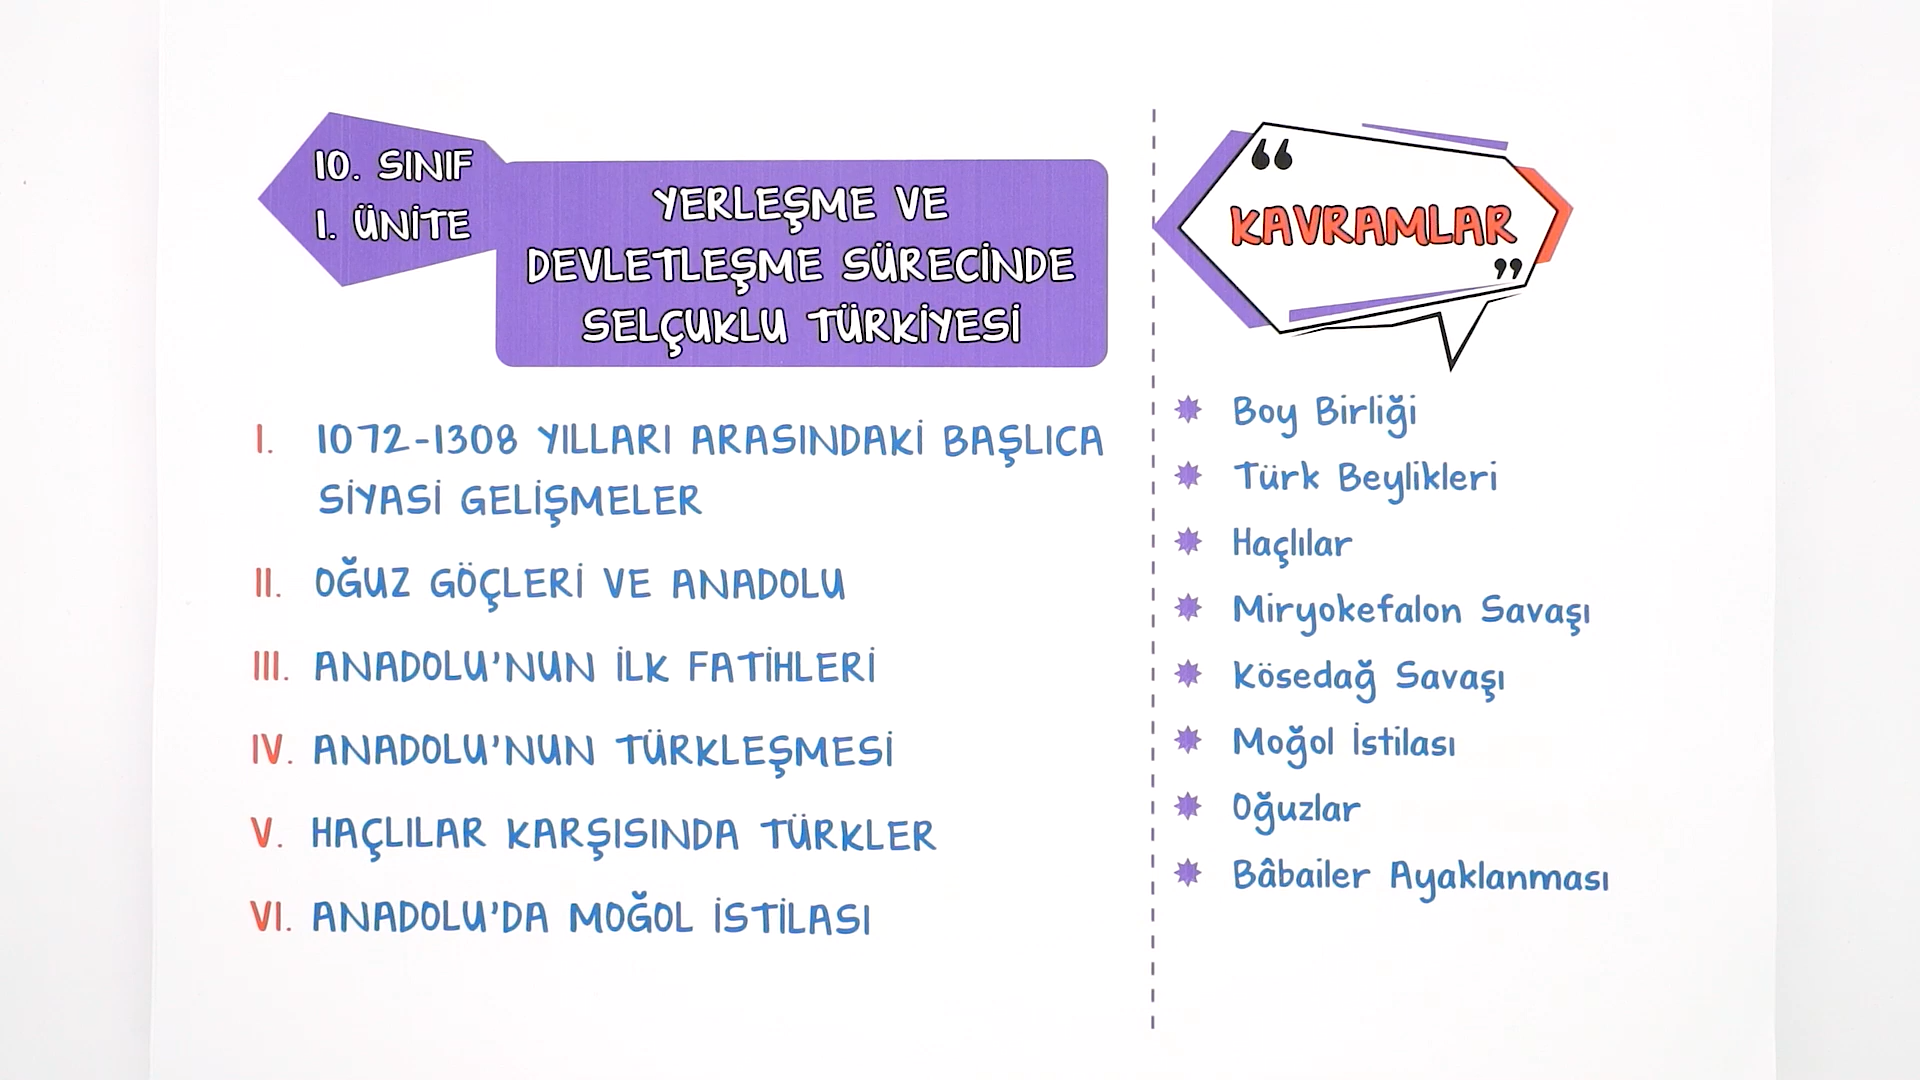 10. SINIF
1. ÜNİTE
YERLEŞME VE
DEVLETLEŞME SÜRECİNDE
SELÇUKLU TÜRKİYESİ
I. 1072-1308 YILLARI ARASINDAKİ BAŞLICA
SİYASİ GELİŞMELER
II. OĞUZ GÖÇLERİ VE ANADOLU
III. ANADOLU'NUN İLK FATİHLERİ
IV. ANADOLU'NUN TÜRKLEŞMESİ
V. HAÇLILAR KARŞISINDA TÜRKLER
VI. ANADOLU'DA MOĞOL İSTİLASI
“
KAVRAMLAR
”
Boy Birliği
Türk Beylikleri
Haçlılar
Miryokefalon Savaşı
Kösedağ Savaşı
Moğol İstilası
Oğuzlar
Bâbailer Ayaklanması